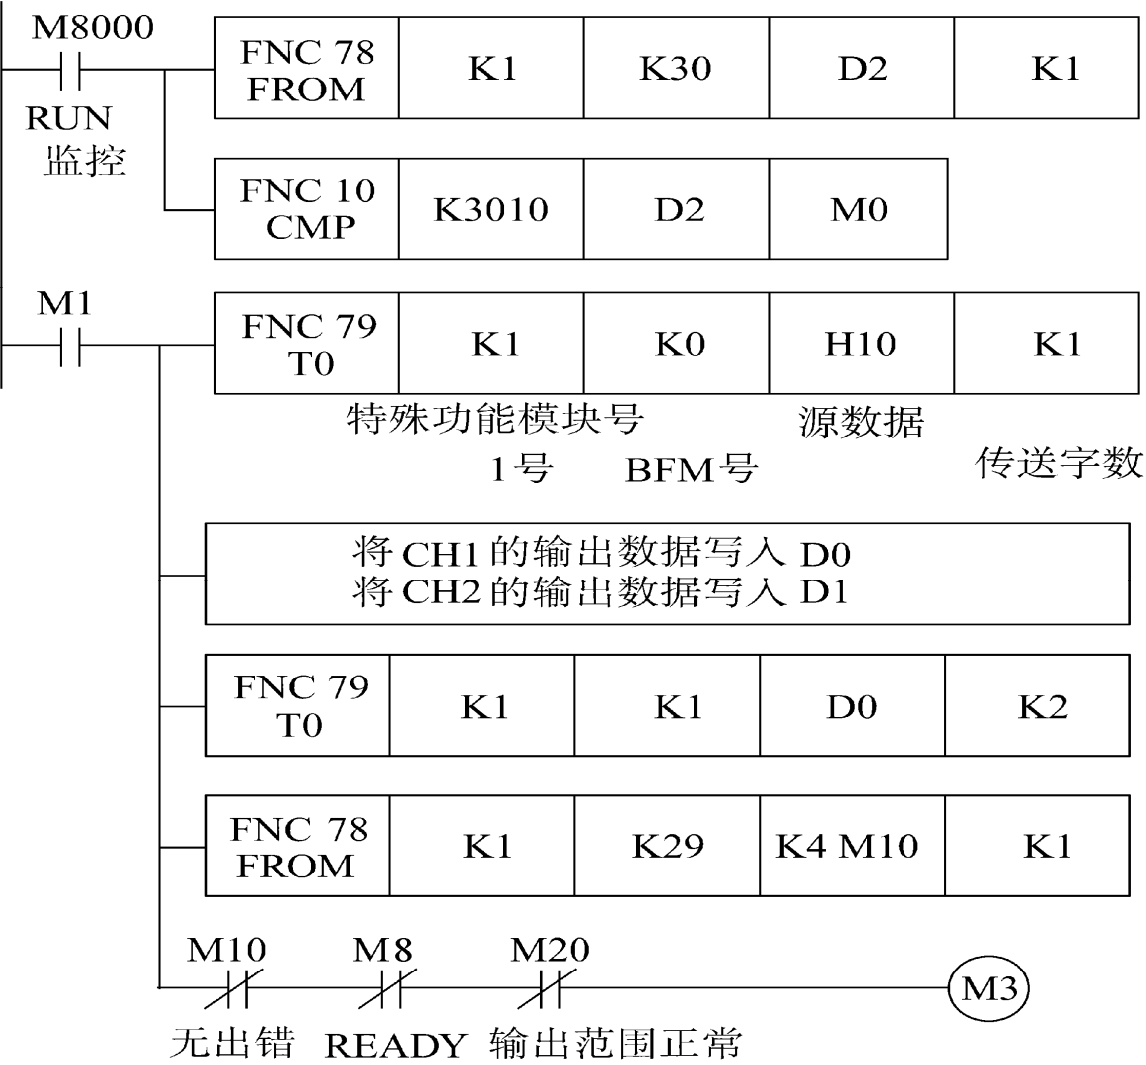 M8000
FNC 78 K1 K30 D2 K1
FROM
RUN
监控
FNC 10 K3010 D2 M0
CMP
M1
FNC 79 K1 K0 H10 K1
T0
特殊功能模块号 源数据
1号 BFM号 传送字数
将CH1的输出数据写入D0
将CH2的输出数据写入D1
FNC 79 K1 K1 D0 K2
T0
FNC 78 K1 K29 K4 M10 K1
FROM
M10 M8 M20
M3
无出错 READY 输出范围正常